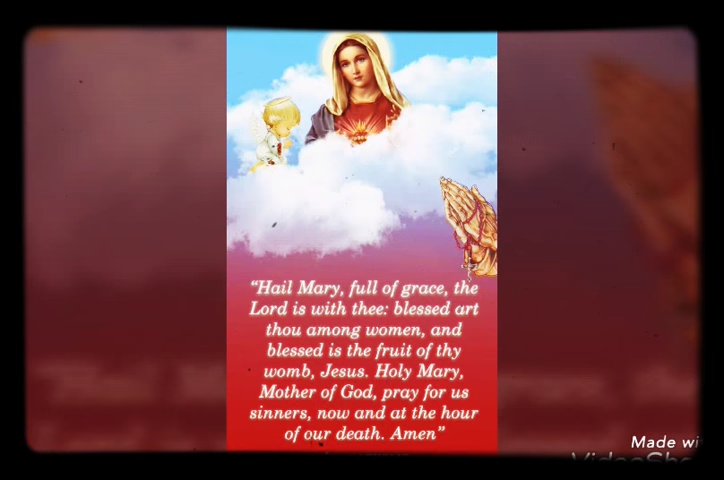 “Hail Mary, full of grace, the
Lord is with thee: blessed art
thou among women, and
blessed is the fruit of thy
womb, Jesus. Holy Mary,
Mother of God, pray for us
sinners, now and at the hour
of our death. Amen”
Made